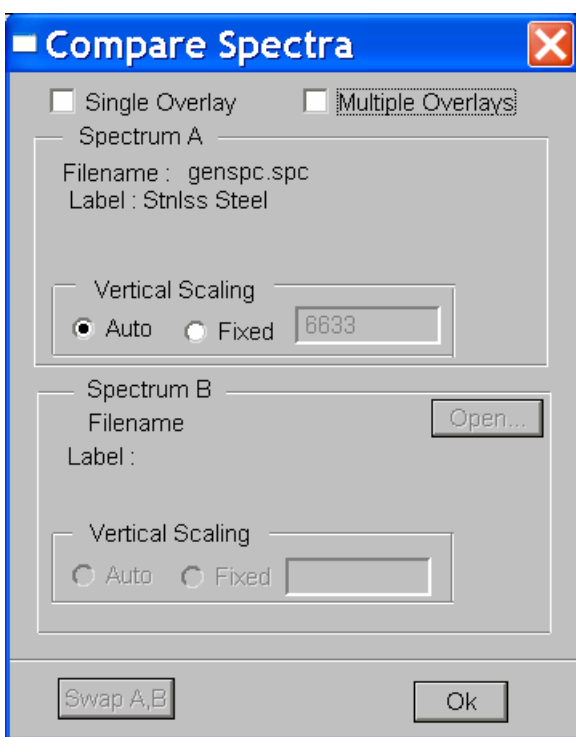 Compare Spectra
Single Overlay Multiple Overlays
Spectrum A
Filename : genspc.spc
Label : Stnlss Steel
Vertical Scaling
Auto Fixed 6633
Spectrum B
Filename Open...
Label :
Vertical Scaling
Auto Fixed
Swap A,B Ok